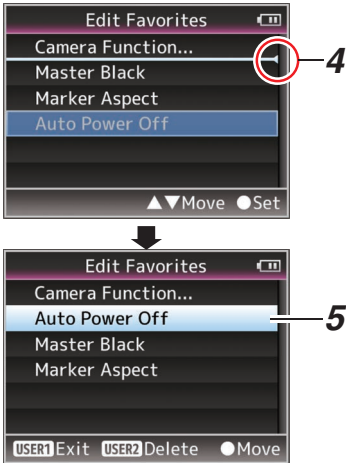 Edit Favorites
Camera Function...
4
Master Black
Marker Aspect
Auto Power Off
▲▼Move ●Set
Edit Favorites
Camera Function...
Auto Power Off
5
Master Black
Marker Aspect
USER1 Exit USER2 Delete ●Move